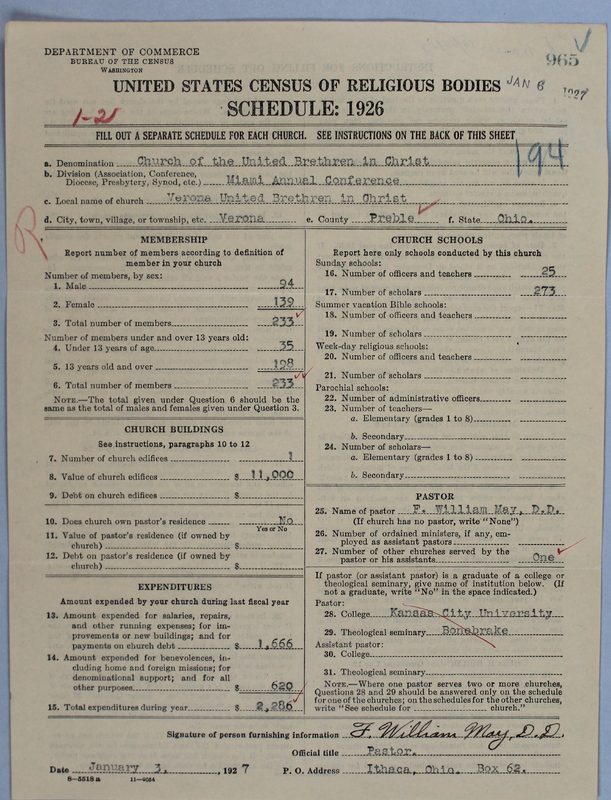 DEPARTMENT OF COMMERCE
BUREAU OF THE CENSUS
WASHINGTON
965
UNITED STATES CENSUS OF RELIGIOUS BODIES
JAN 6 1927
SCHEDULE: 1926
1-21
FILL OUT A SEPARATE SCHEDULE FOR EACH CHURCH. SEE INSTRUCTIONS ON THE BACK OF THIS SHEET
194
a. Denomination Church of the United Brethren in Christ
b. Division (Association, Conference,
Diocese, Presbytery, Synod, etc.) Miami Annual Conference
c. Local name of church Verona United Brethren in Christ
d. City, town, village, or township, etc. Verona e. County Preble f. State Ohio.
R
MEMBERSHIP
Report number of members according to definition of
member in your church
Number of members, by sex:
1. Male 94
2. Female 139
3. Total number of members 233
Number of members under and over 13 years old:
4. Under 13 years of age 35
5. 13 years old and over 198
6. Total number of members 233
NOTE.—The total given under Question 6 should be
same as the total of males and females given under Question 3.
CHURCH BUILDINGS
See instructions, paragraphs 10 to 12
7. Number of church edifices 1
8. Value of church edifices $ 11,000
9. Debt on church edifices $
10. Does church own pastor's residence No
Yes or No
11. Value of pastor's residence (if owned by
church) $
12. Debt on pastor's residence (if owned by
church) $
EXPENDITURES
Amount expended by your church during last fiscal year
13. Amount expended for salaries, repairs,
and other running expenses; for im-
provements or new buildings; and for
payments on church debt $ 1,666
14. Amount expended for benevolences, in-
cluding home and foreign missions; for
denominational support; and for all
other purposes $ 620
15. Total expenditures during year $ 2,286
CHURCH SCHOOLS
Report here only schools conducted by this church
Sunday schools:
16. Number of officers and teachers 25
17. Number of scholars 273
Summer vacation Bible schools:
18. Number of officers and teachers
19. Number of scholars
Week-day religious schools:
20. Number of officers and teachers
21. Number of scholars
Parochial schools:
22. Number of administrative officers
23. Number of teachers—
a. Elementary (grades 1 to 8)
b. Secondary
24. Number of scholars—
a. Elementary (grades 1 to 8)
b. Secondary
PASTOR
25. Name of pastor F. William May, D.D.
(If church has no pastor, write "None")
26. Number of ordained ministers, if any, em-
ployed as assistant pastors
27. Number of other churches served by the
pastor or his assistants One
If pastor (or assistant pastor) is a graduate of a college or
theological seminary, give name of institution below. (If
not a graduate, write "No" in the space indicated.)
Pastor:
28. College Kansas City University
29. Theological seminary Bonebrake
Assistant pastor:
30. College
31. Theological seminary
NOTE.—Where one pastor serves two or more churches,
Questions 28 and 29 should be answered only on the schedule
for one of the churches; on the schedules for the other churches,
write "See schedule for church."
Signature of person furnishing information F. William May, D.D.
Official title Pastor.
Date January 3, 1927 P. O. Address Ithaca, Ohio. Box 62.
8-5518a 11-9064